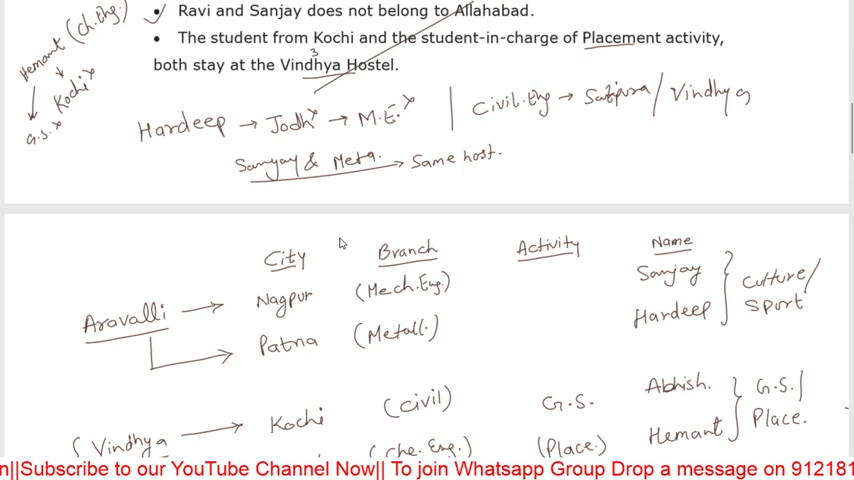 Ravi and Sanjay does not belong to Allahabad.
The student from Kochi and the student-in-charge of Placement activity,
3
both stay at the Vindhya Hostel.
Hemant (ch.Eng.)
Kochi x
G.S. x
Hardeep → Jodh x → M.E. x
Civil.Eng → Satpura / Vindhya
Sanjay & Meta. → Same host.
City Branch Activity Name
Aravalli → Nagpur (Mech.Eng.) Sanjay
Patna (Metall.) Hardeep
Culture/
Sport
Vindhya → Kochi (civil) G.S. Abhish.
(Che.Eng.) (Place.) Hemant
G.S./
Place.
n||Subscribe to our YouTube Channel Now|| To join Whatsapp Group Drop a message on 912181